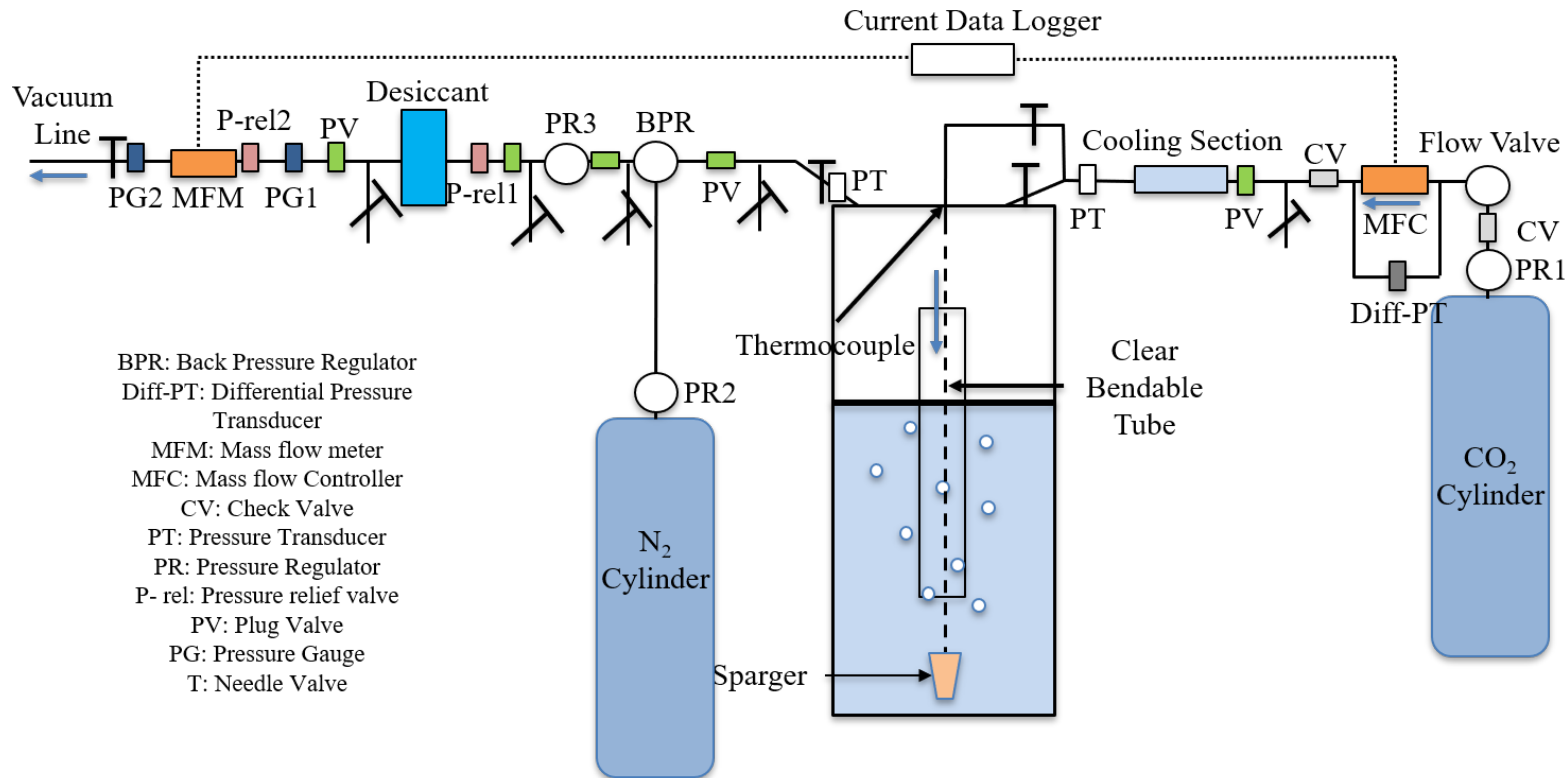 Current Data Logger
Vacuum
Line
P-rel2
PV
Desiccant
PR3
BPR
PG2
MFM
PG1
P-rel1
PV
PT
Cooling Section
PT
PV
CV
Flow Valve
MFC
CV
PR1
Diff-PT
Thermocouple
Clear
Bendable
Tube
PR2
BPR: Back Pressure Regulator
Diff-PT: Differential Pressure
Transducer
MFM: Mass flow meter
MFC: Mass flow Controller
CV: Check Valve
PT: Pressure Transducer
PR: Pressure Regulator
P- rel: Pressure relief valve
PV: Plug Valve
PG: Pressure Gauge
T: Needle Valve
N₂
Cylinder
Sparger
CO₂
Cylinder